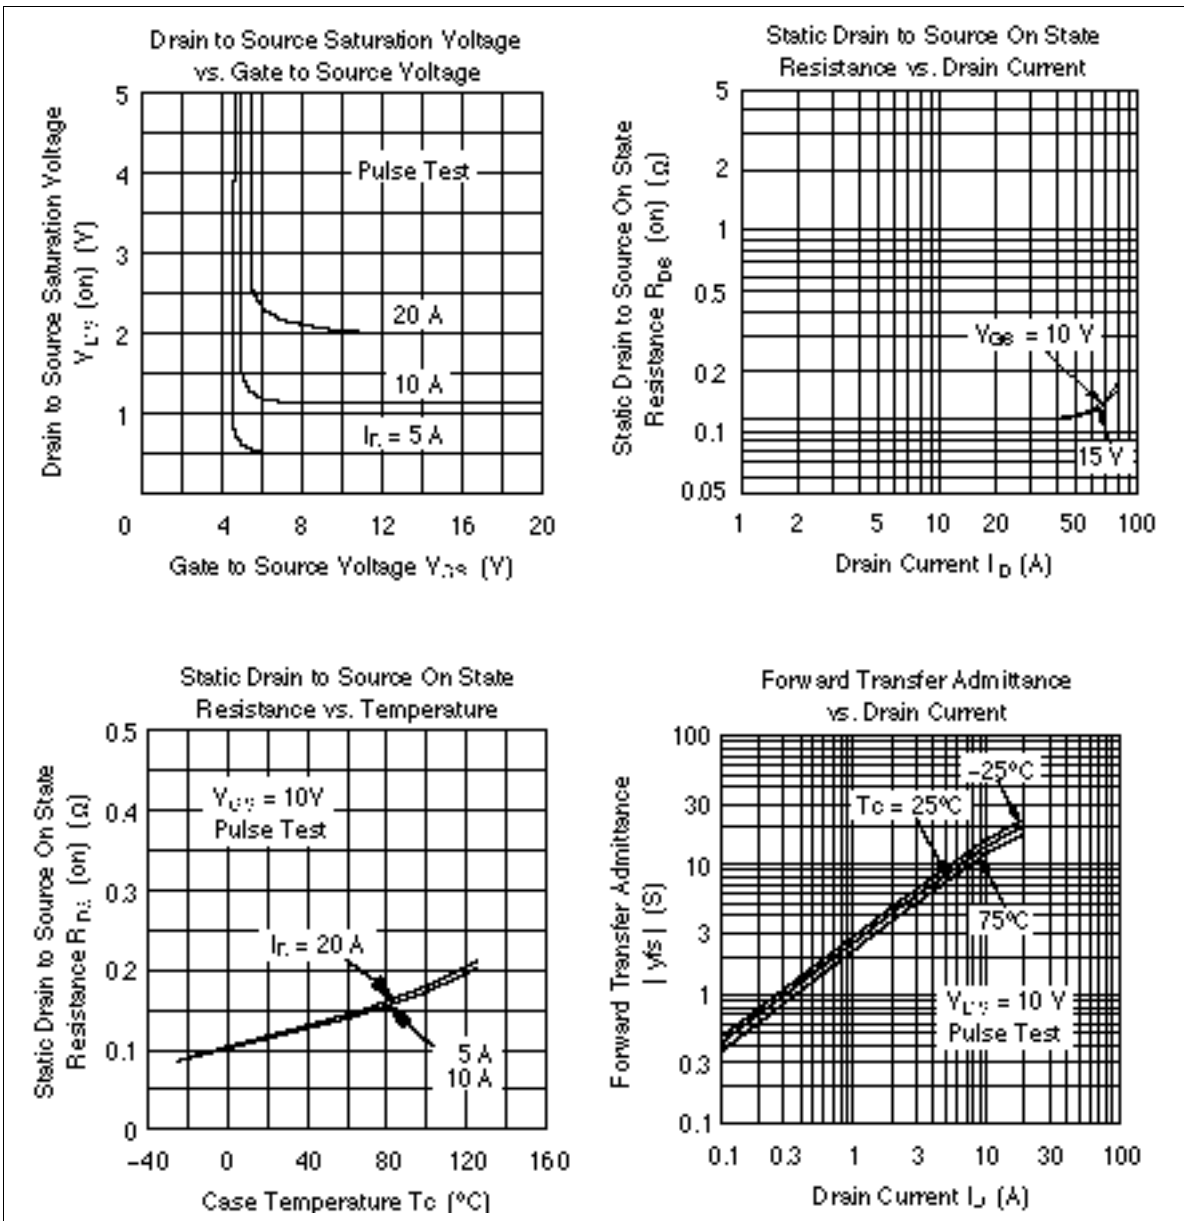 Drain to Source Saturation Voltage
vs. Gate to Source Voltage
Drain to Source Saturation Voltage
(on) (V)
5
4
3
2
1
0
4
8
12
16
20
Pulse Test
20 A
10 A
= 5 A
Gate to Source Voltage (V)
Static Drain to Source On State
Resistance vs. Drain Current
Static Drain to Source On State
Resistance R DS (on) (Ω)
5
2
1
0.5
0.2
0.1
0.05
1
2
5
10
20
50
100
V GS = 10 V
15 V
Drain Current I D (A)
Static Drain to Source On State
Resistance vs. Temperature
Static Drain to Source On State
Resistance (on) (Ω)
0.5
0.4
0.3
0.2
0.1
0
−40
0
40
80
120
160
= 10V
Pulse Test
= 20 A
5 A
10 A
Case Temperature Tc (°C)
Forward Transfer Admittance
vs. Drain Current
Forward Transfer Admittance
| yfs | (S)
100
30
10
3
1
0.3
0.1
0.1
0.3
1
3
10
30
100
−25°C
Tc = 25°C
75°C
= 10 V
Pulse Test
Drain Current (A)